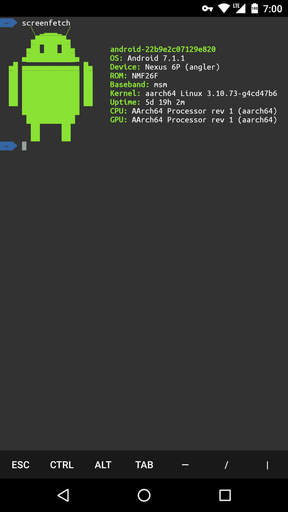 LTE 7:00
~ screenfetch
android-22b9e2c07129e820
OS: Android 7.1.1
Device: Nexus 6P (angler)
ROM: NMF26F
Baseband: msm
Kernel: aarch64 Linux 3.10.73-g4cd47b6
Uptime: 5d 19h 2m
CPU: AArch64 Processor rev 1 (aarch64)
GPU: AArch64 Processor rev 1 (aarch64)
~
ESC CTRL ALT TAB — / |